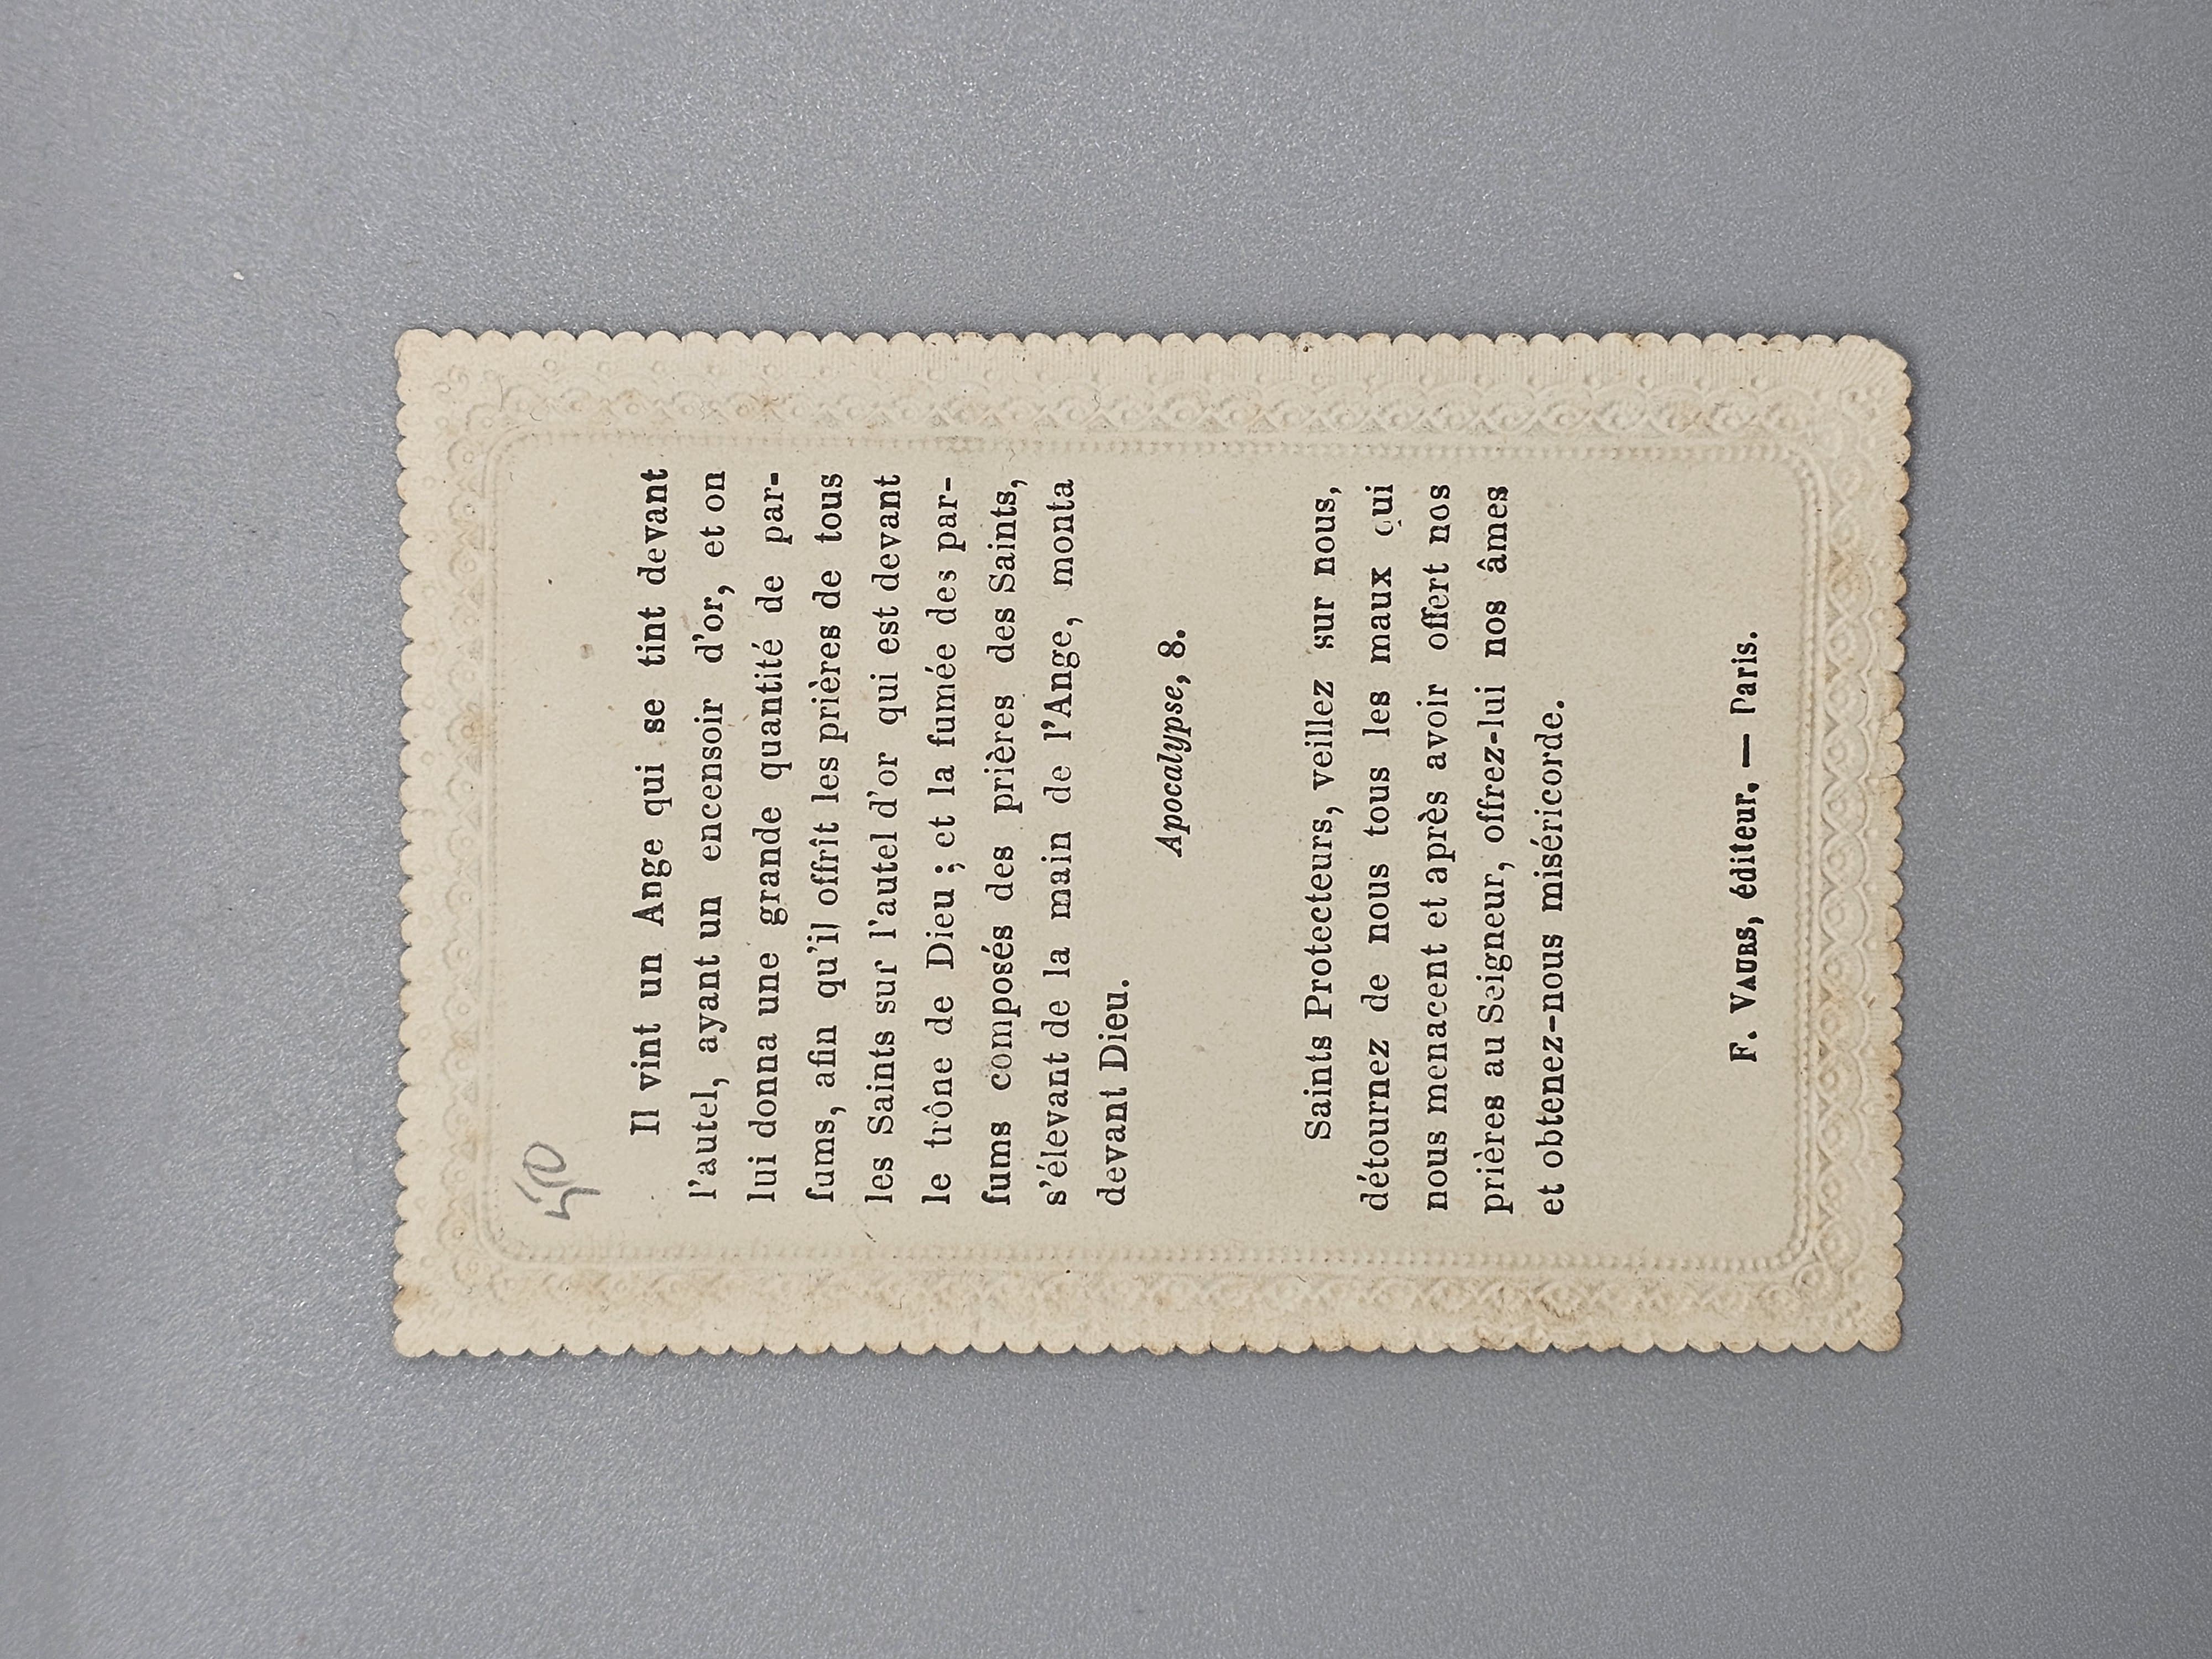 50
Il vint un Ange qui se tint devant
l'autel, ayant un encensoir d'or, et on
lui donna une grande quantité de par-
fums, afin qu'il offrît les prières de tous
les Saints sur l'autel d'or qui est devant
le trône de Dieu ; et la fumée des par-
fums composés des prières des Saints,
s'élevant de la main de l'Ange, monta
devant Dieu.
Apocalypse, 8.
Saints Protecteurs, veillez sur nous,
détournez de nous tous les maux qui
nous menacent et après avoir offert nos
prières au Seigneur, offrez-lui nos âmes
et obtenez-nous miséricorde.
F. VAURS, éditeur, — Paris.